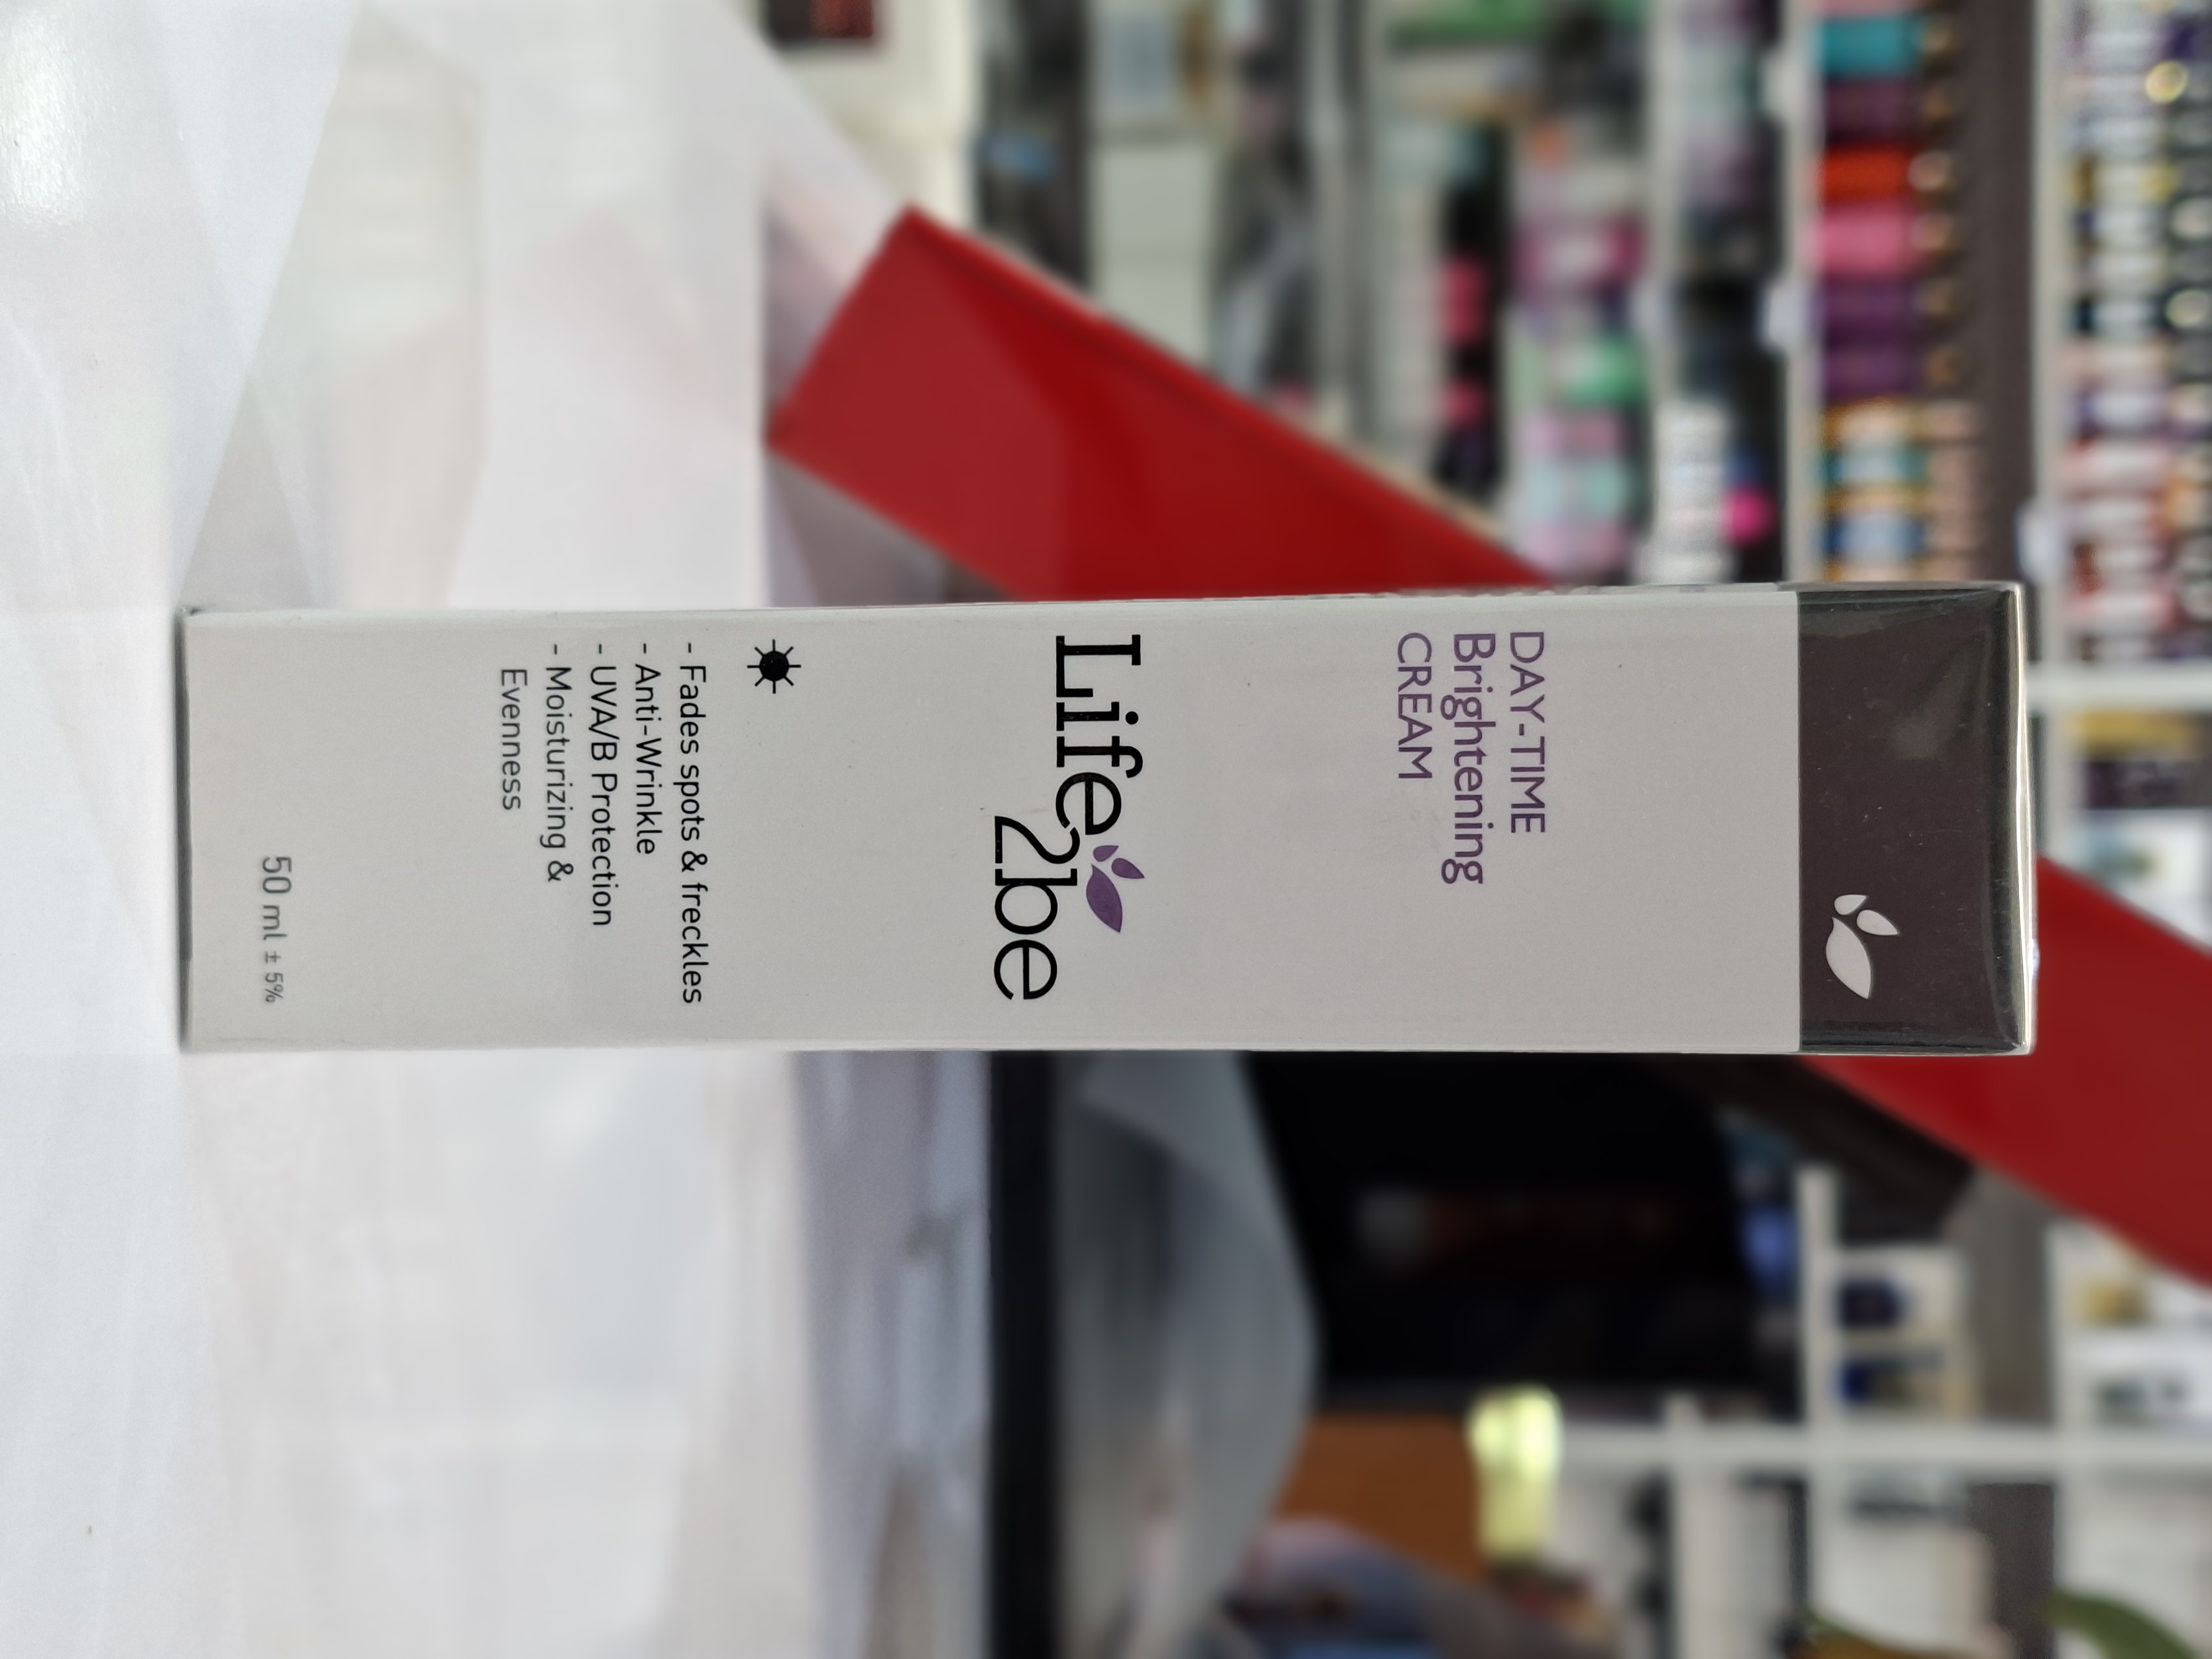 DAY-TIME
Brightening
CREAM
Life
2be
- Fades spots & freckles
- Anti-Wrinkle
- UVA/B Protection
- Moisturizing &
Evenness
50 ml ± 5%